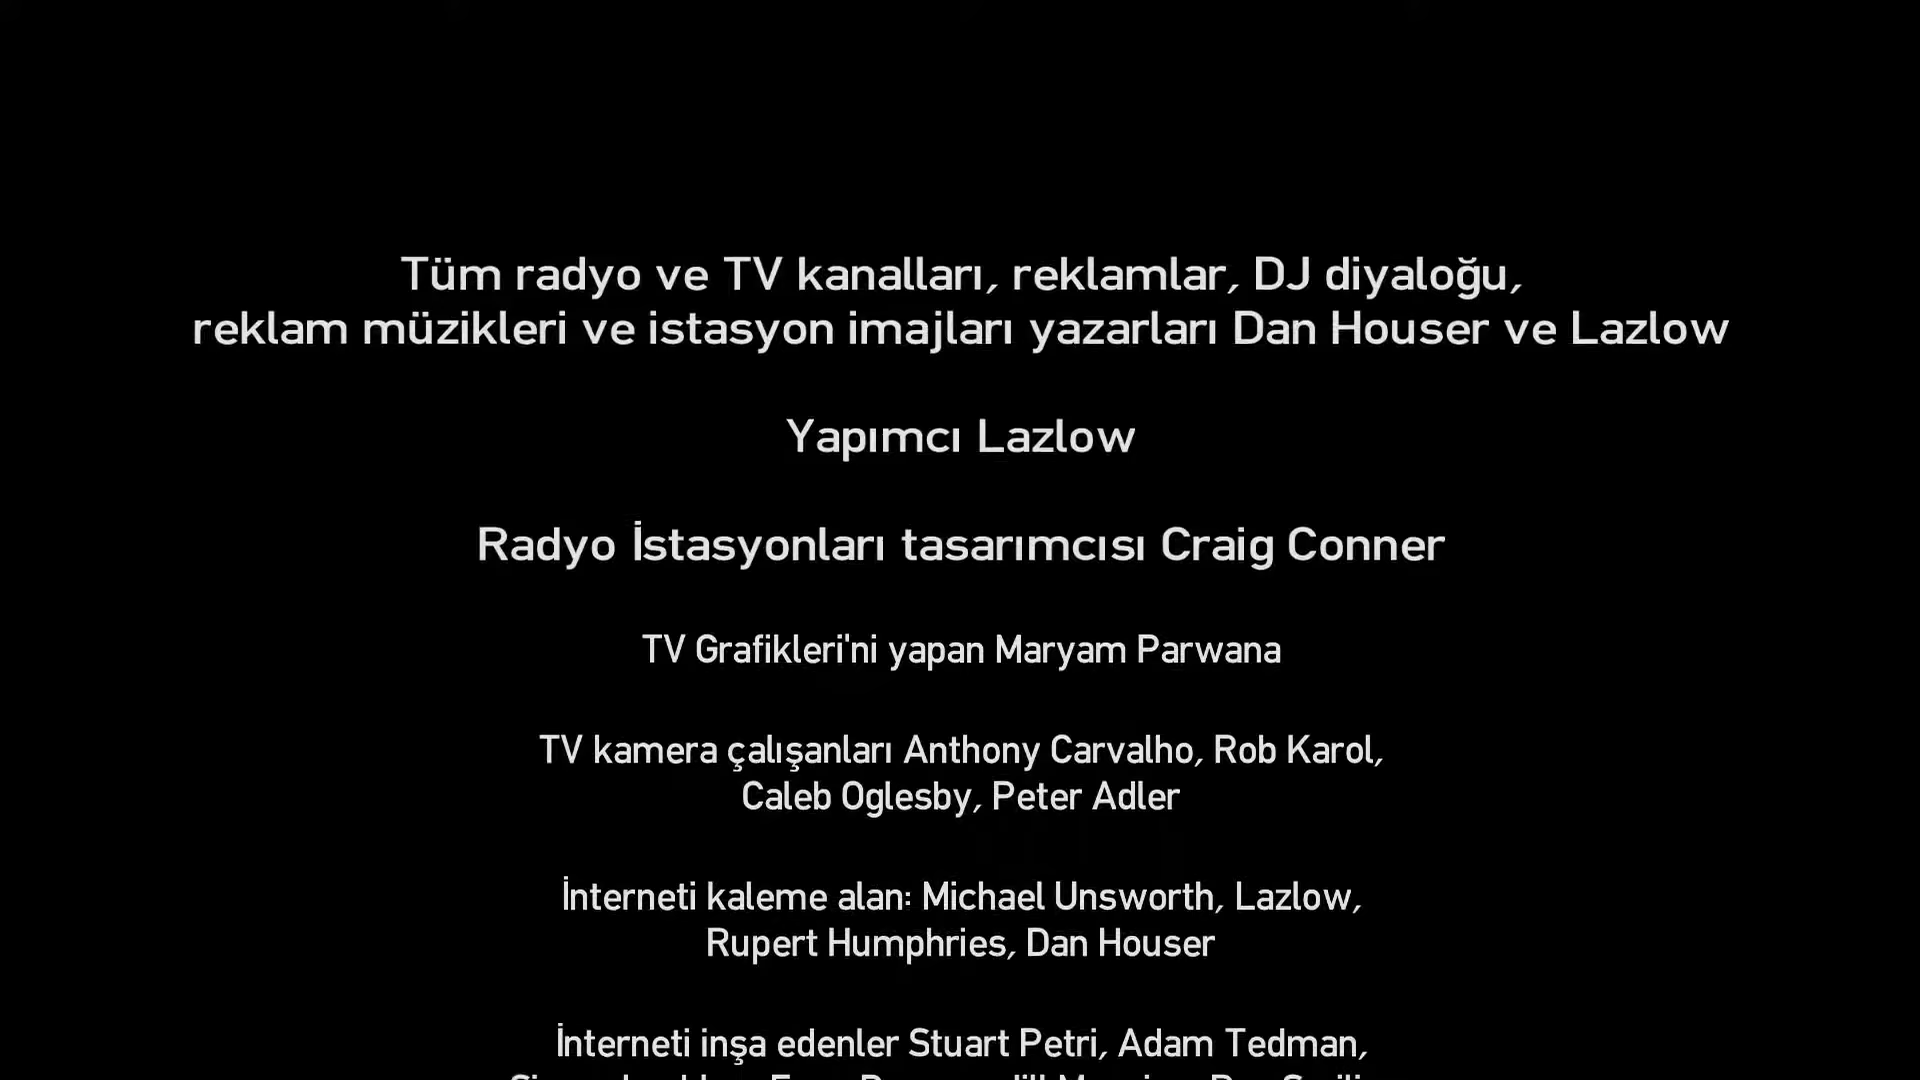 Tüm radyo ve TV kanalları, reklamlar, DJ diyaloğu,
reklam müzikleri ve istasyon imajları yazarları Dan Houser ve Lazlow
Yapımcı Lazlow
Radyo İstasyonları tasarımcısı Craig Conner
TV Grafikleri'ni yapan Maryam Parwana
TV kamera çalışanları Anthony Carvalho, Rob Karol,
Caleb Oglesby, Peter Adler
İnterneti kaleme alan: Michael Unsworth, Lazlow,
Rupert Humphries, Dan Houser
İnterneti inşa edenler Stuart Petri, Adam Tedman,